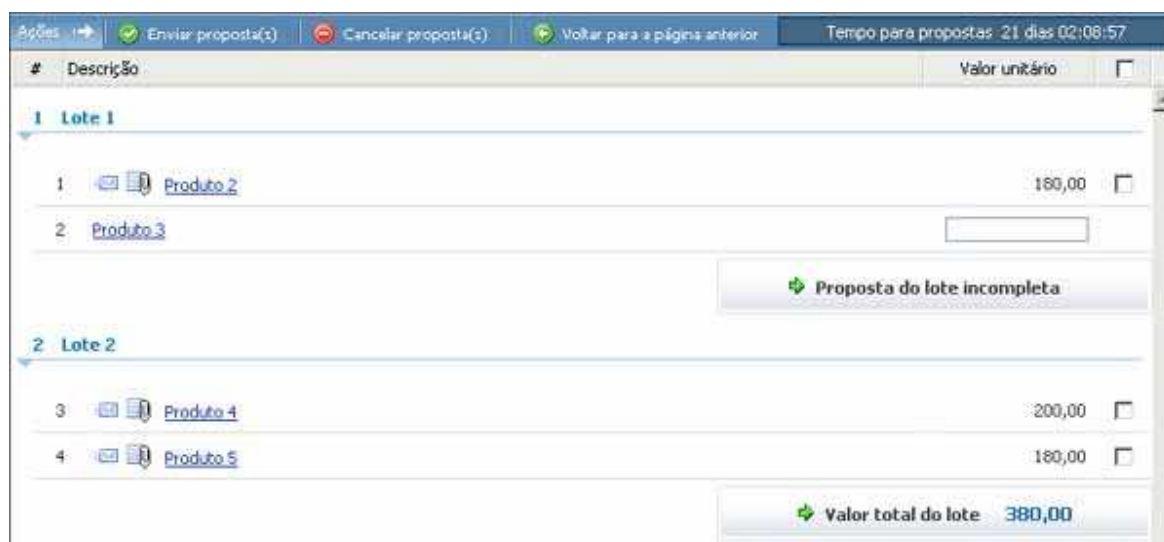 Ações Enviar proposta(s) Cancelar proposta(s) Voltar para a página anterior Tempo para propostas 21 dias 02:08:57
# Descrição Valor unitário
1 Lote 1
1 Produto 2 180,00
2 Produto 3
Proposta do lote incompleta
2 Lote 2
3 Produto 4 200,00
4 Produto 5 180,00
Valor total do lote 380,00